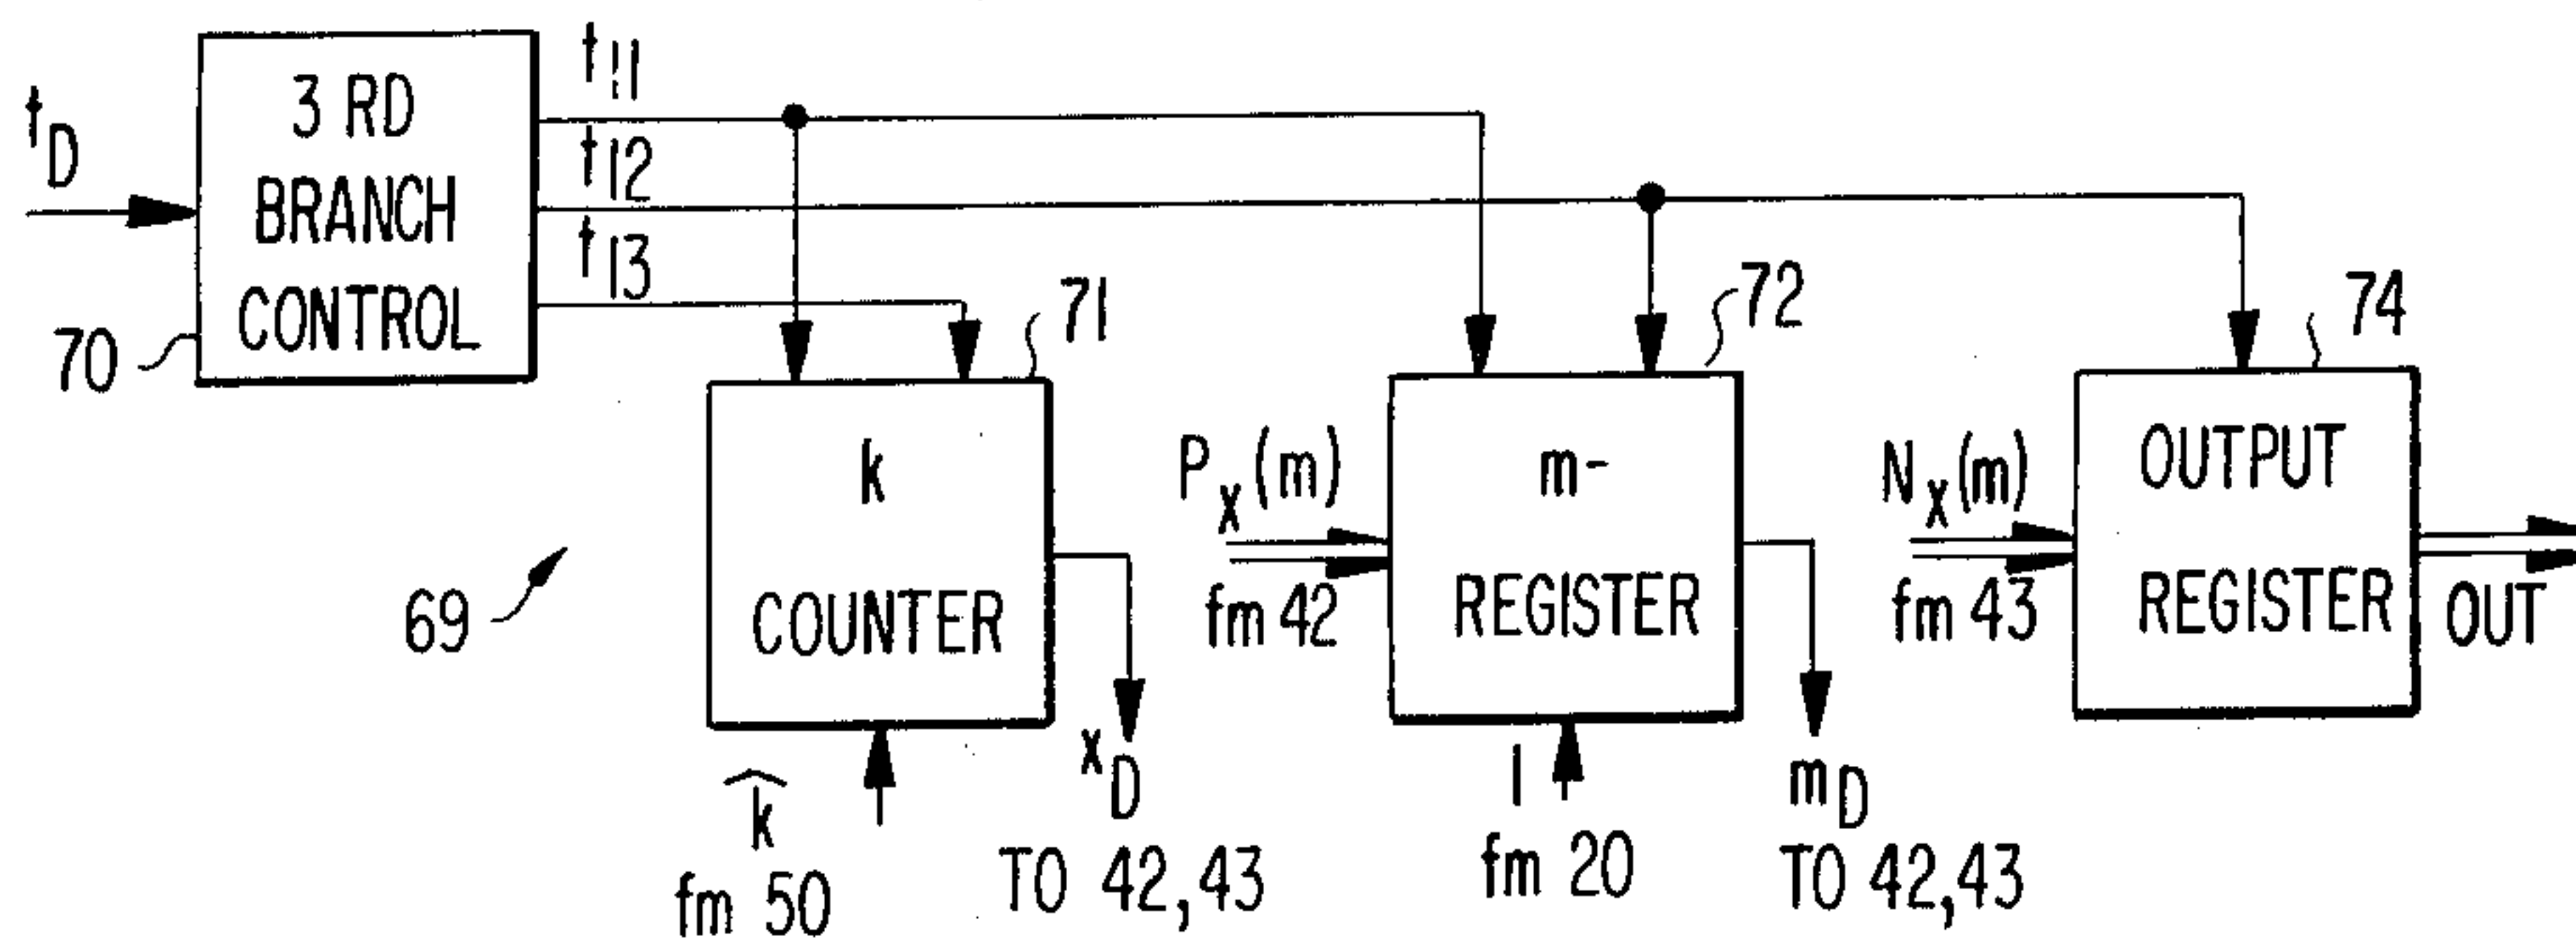 t11
3 RD
BRANCH
CONTROL
tD
t12
t13
70
71
72
74
k
COUNTER
Px(m)
fm 42
m-
REGISTER
Nx(m)
fm 43
OUTPUT
REGISTER
OUT
69
k̂
fm 50
xD
TO 42,43
l
fm 20
mD
TO 42,43